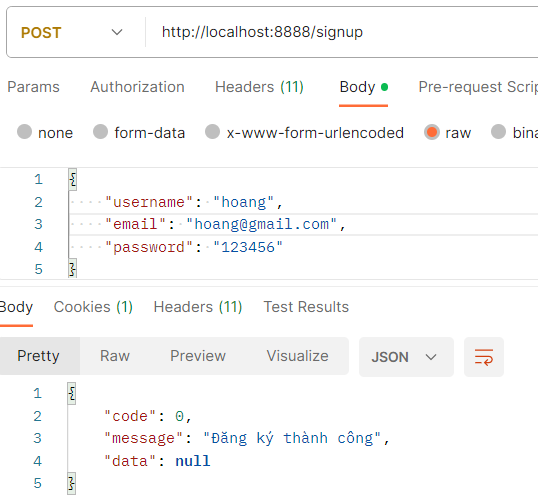 POST http://localhost:8888/signup
Params Authorization Headers (11) Body Pre-request Scrip
none form-data x-www-form-urlencoded raw bina
1 {
2 "username": "hoang",
3 "email": "hoang@gmail.com",
4 "password": "123456"
5 }
Body Cookies (1) Headers (11) Test Results
Pretty Raw Preview Visualize JSON
1 {
2 "code": 0,
3 "message": "Đăng ký thành công",
4 "data": null
5 }